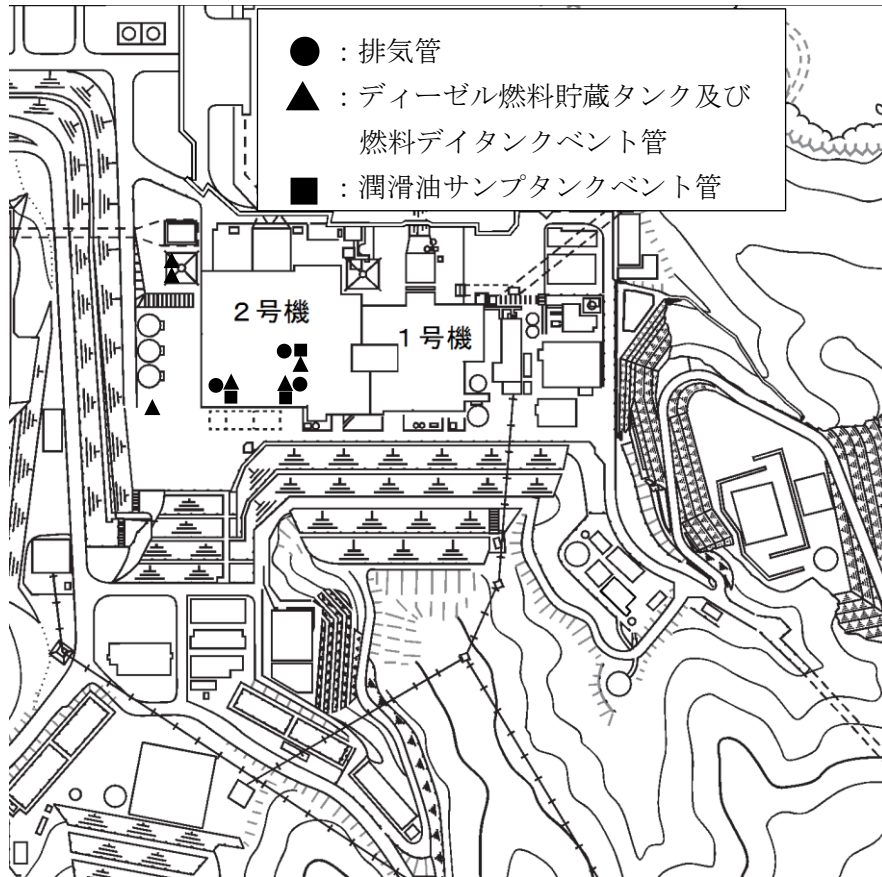 ● :排気管
▲ :ディーゼル燃料貯蔵タンク及び
燃料デイタンクベント管
■ :潤滑油サンプタンクベント管
2号機
1号機